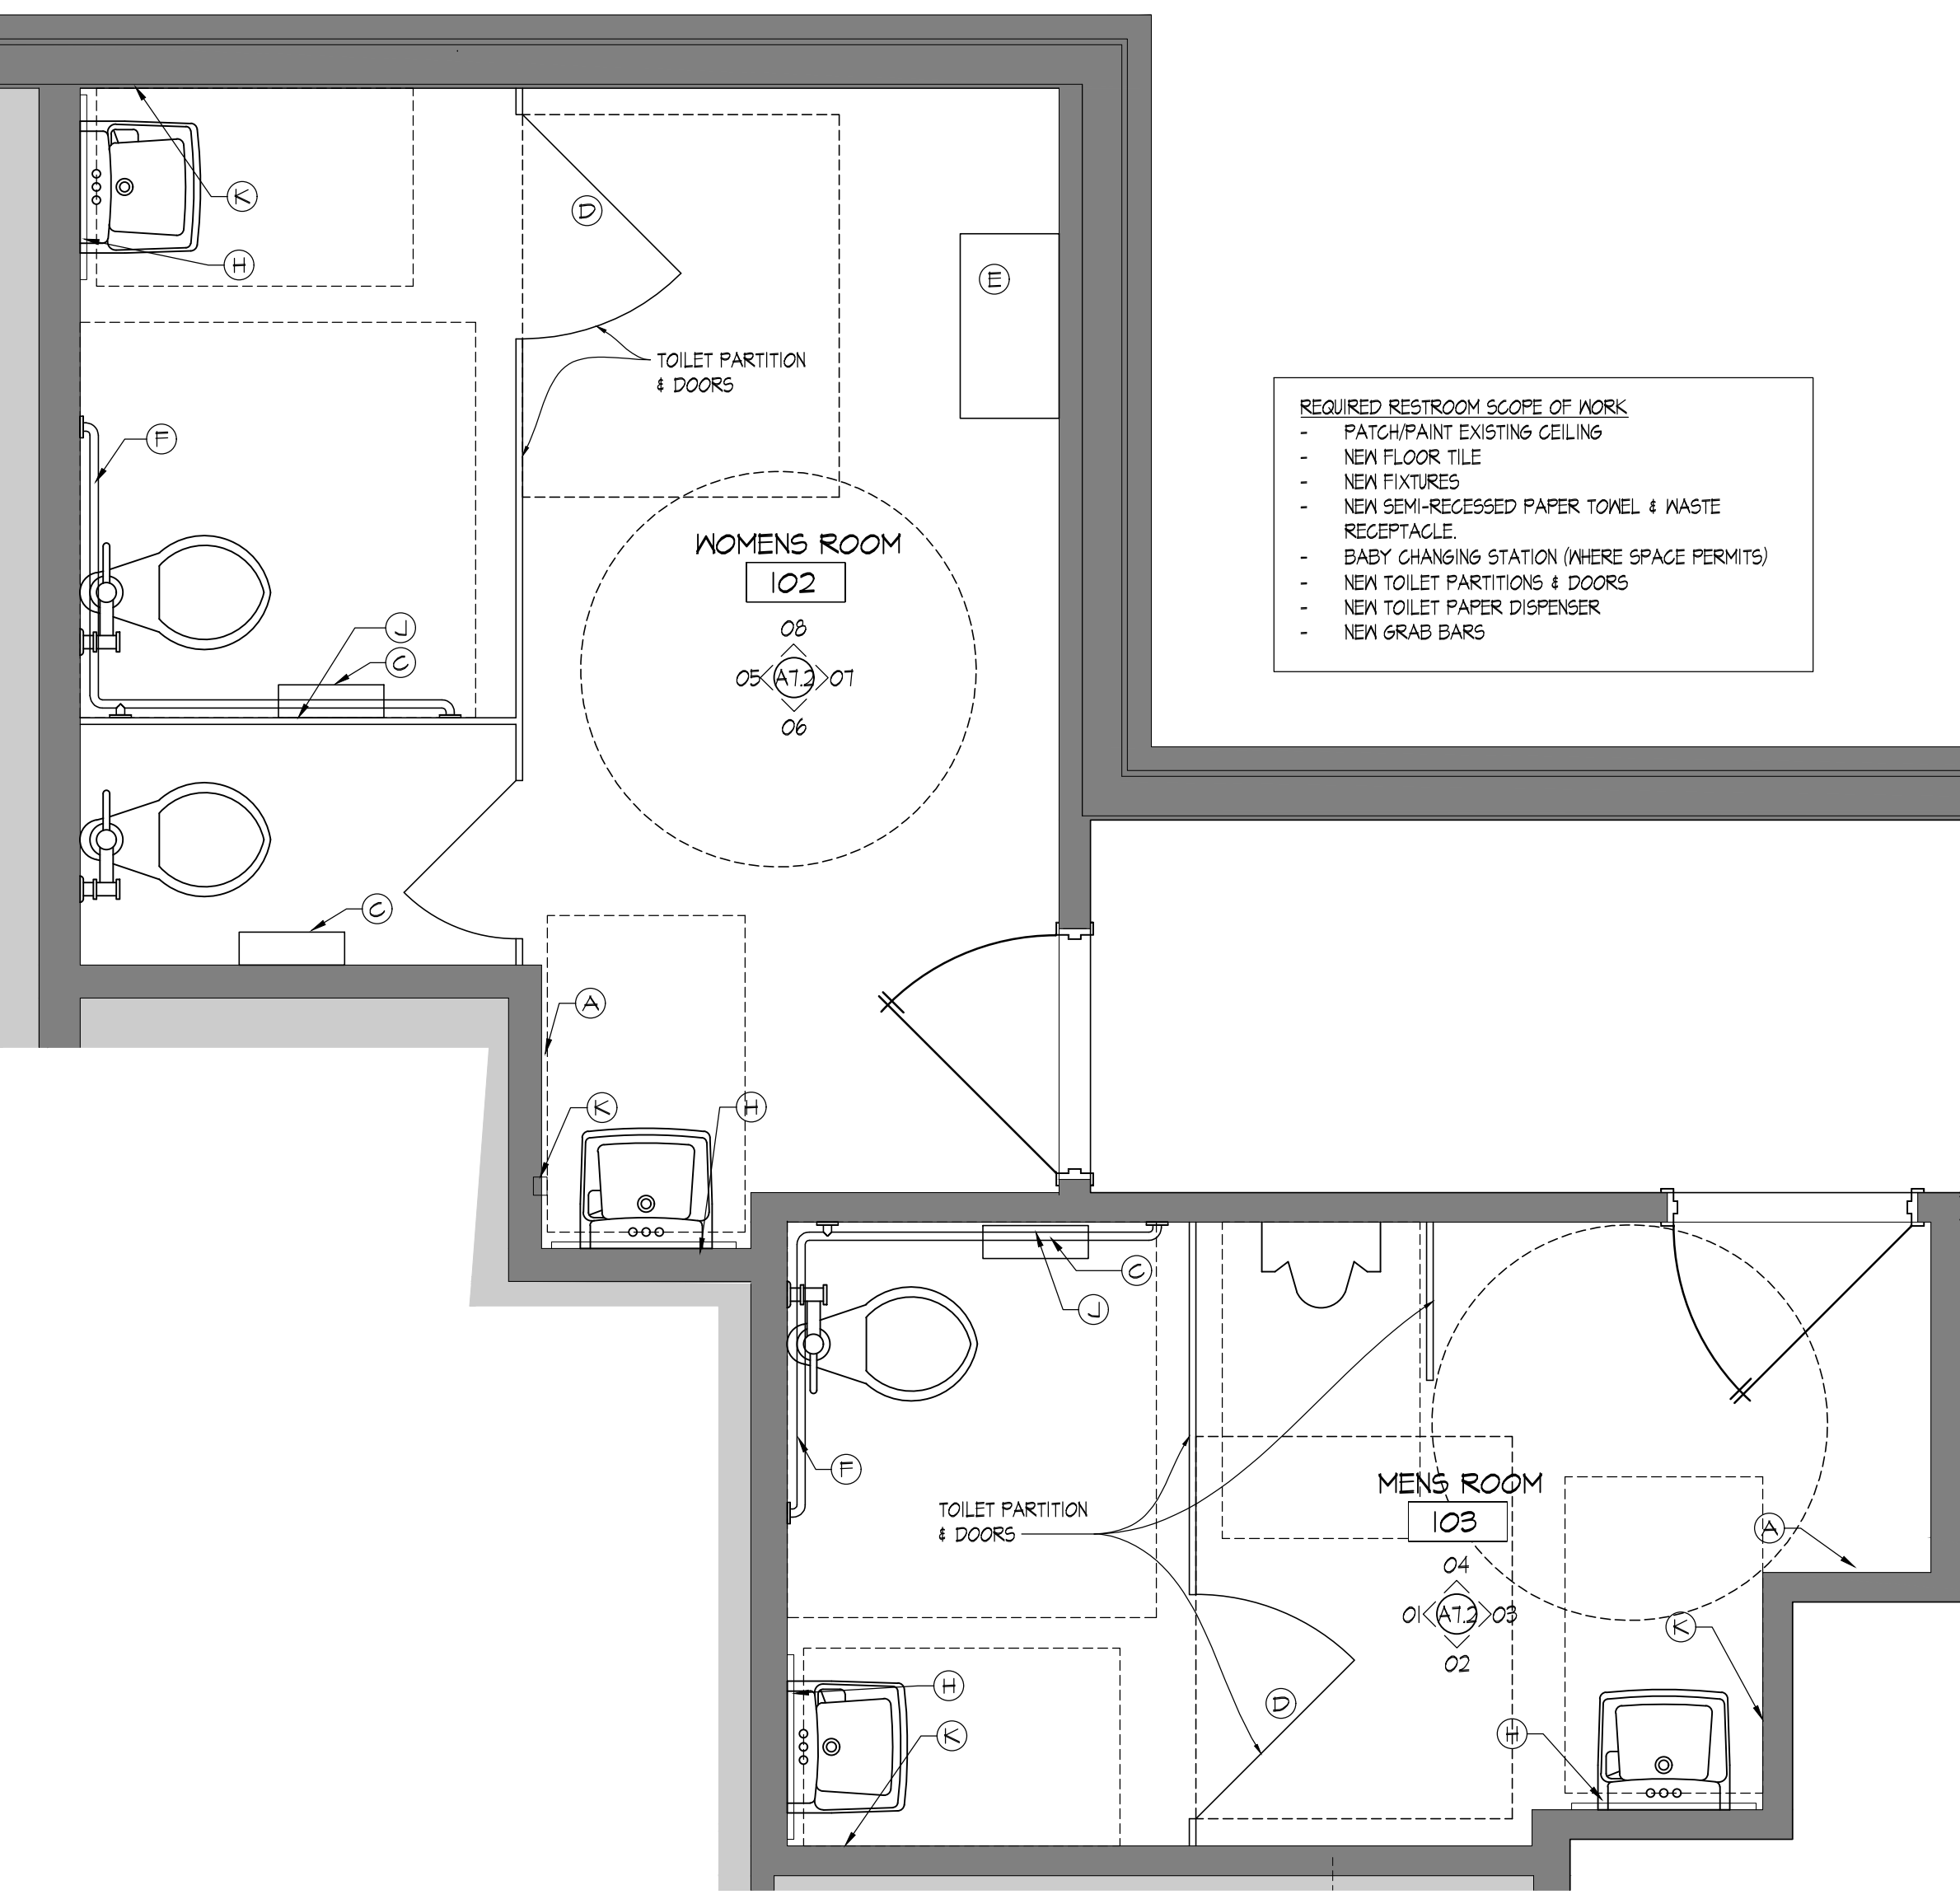 K
D
H
E
TOILET PARTITION
& DOORS
F
REQUIRED RESTROOM SCOPE OF WORK
- PATCH/PAINT EXISTING CEILING
- NEW FLOOR TILE
- NEW FIXTURES
- NEW SEMI-RECESSED PAPER TOWEL & WASTE
RECEPTACLE.
- BABY CHANGING STATION (WHERE SPACE PERMITS)
- NEW TOILET PARTITIONS & DOORS
- NEW TOILET PAPER DISPENSER
- NEW GRAB BARS
WOMENS ROOM
102
08
05 A7.2 07
06
J
C
C
A
K
H
C
J
F
TOILET PARTITION
& DOORS
MENS ROOM
103
04
01 A7.2 03
02
A
K
H
D
K
H